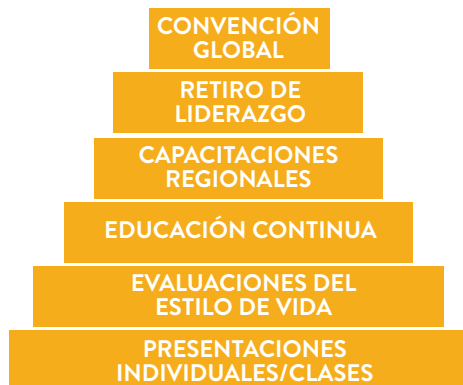 CONVENCIÓN
GLOBAL
RETIRO DE
LIDERAZGO
CAPACITACIONES
REGIONALES
EDUCACIÓN CONTINUA
EVALUACIONES DEL
ESTILO DE VIDA
PRESENTACIONES
INDIVIDUALES/CLASES